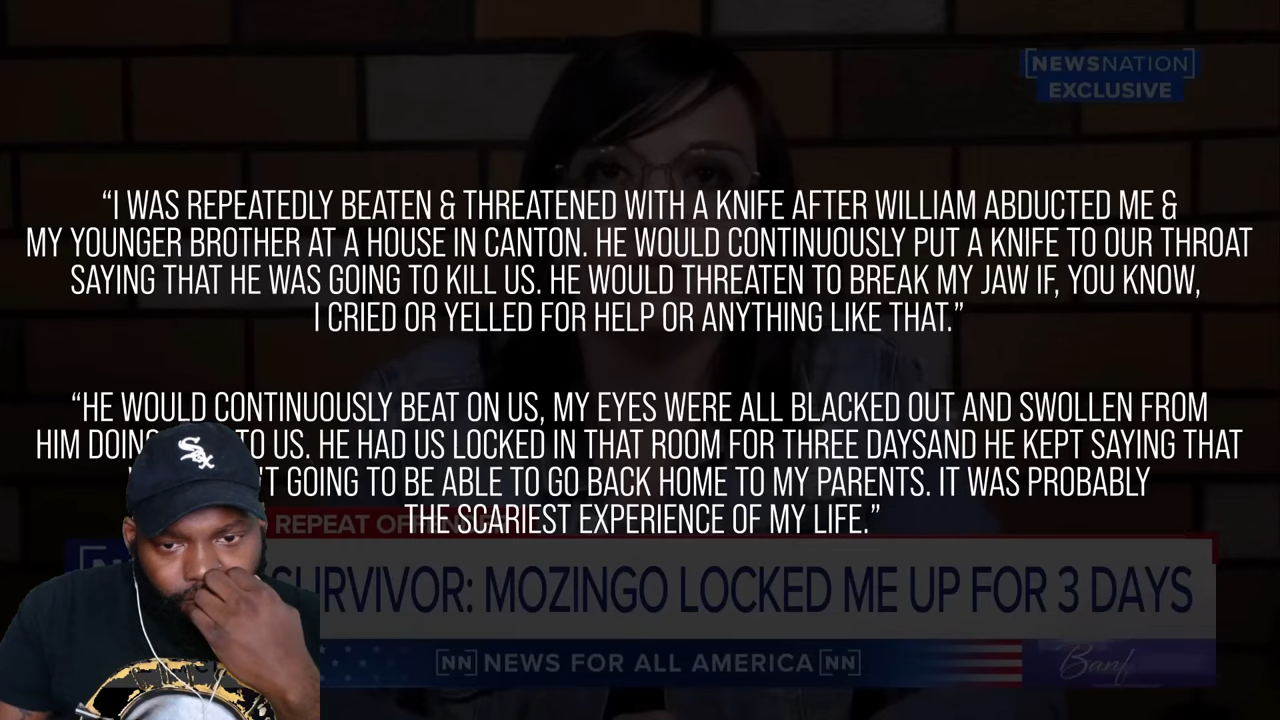 [NEWSNATION]
EXCLUSIVE
“I WAS REPEATEDLY BEATEN & THREATENED WITH A KNIFE AFTER WILLIAM ABDUCTED ME &
MY YOUNGER BROTHER AT A HOUSE IN CANTON. HE WOULD CONTINUOUSLY PUT A KNIFE TO OUR THROAT
SAYING THAT HE WAS GOING TO KILL US. HE WOULD THREATEN TO BREAK MY JAW IF, YOU KNOW,
I CRIED OR YELLED FOR HELP OR ANYTHING LIKE THAT.”
“HE WOULD CONTINUOUSLY BEAT ON US, MY EYES WERE ALL BLACKED OUT AND SWOLLEN FROM
HIM TO US. HE HAD US LOCKED IN THAT ROOM FOR THREE DAYSAND HE KEPT SAYING THAT
GOING TO BE ABLE TO GO BACK HOME TO MY PARENTS. IT WAS PROBABLY
THE SCARIEST EXPERIENCE OF MY LIFE.”
REPEAT
SURVIVOR: MOZINGO LOCKED ME UP FOR 3 DAYS
[NN] NEWS FOR ALL AMERICA [NN]
Sox